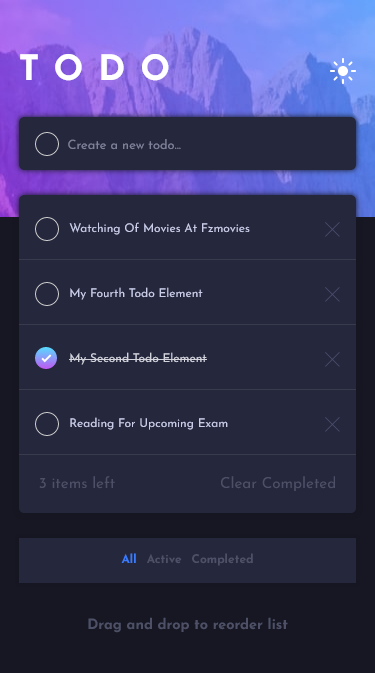 TODO
Create a new todo...
Watching Of Movies At Fzmovies
My Fourth Todo Element
My Second Todo Element
Reading For Upcoming Exam
3 items left Clear Completed
All Active Completed
Drag and drop to reorder list